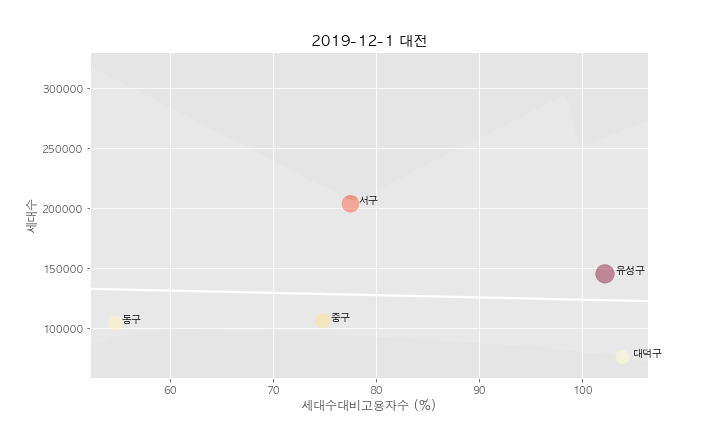 2019-12-1 대전
300000
250000
200000
150000
100000
세대수
서구
유성구
동구
중구
대덕구
60
70
80
90
100
세대수대비고용자수 (%)